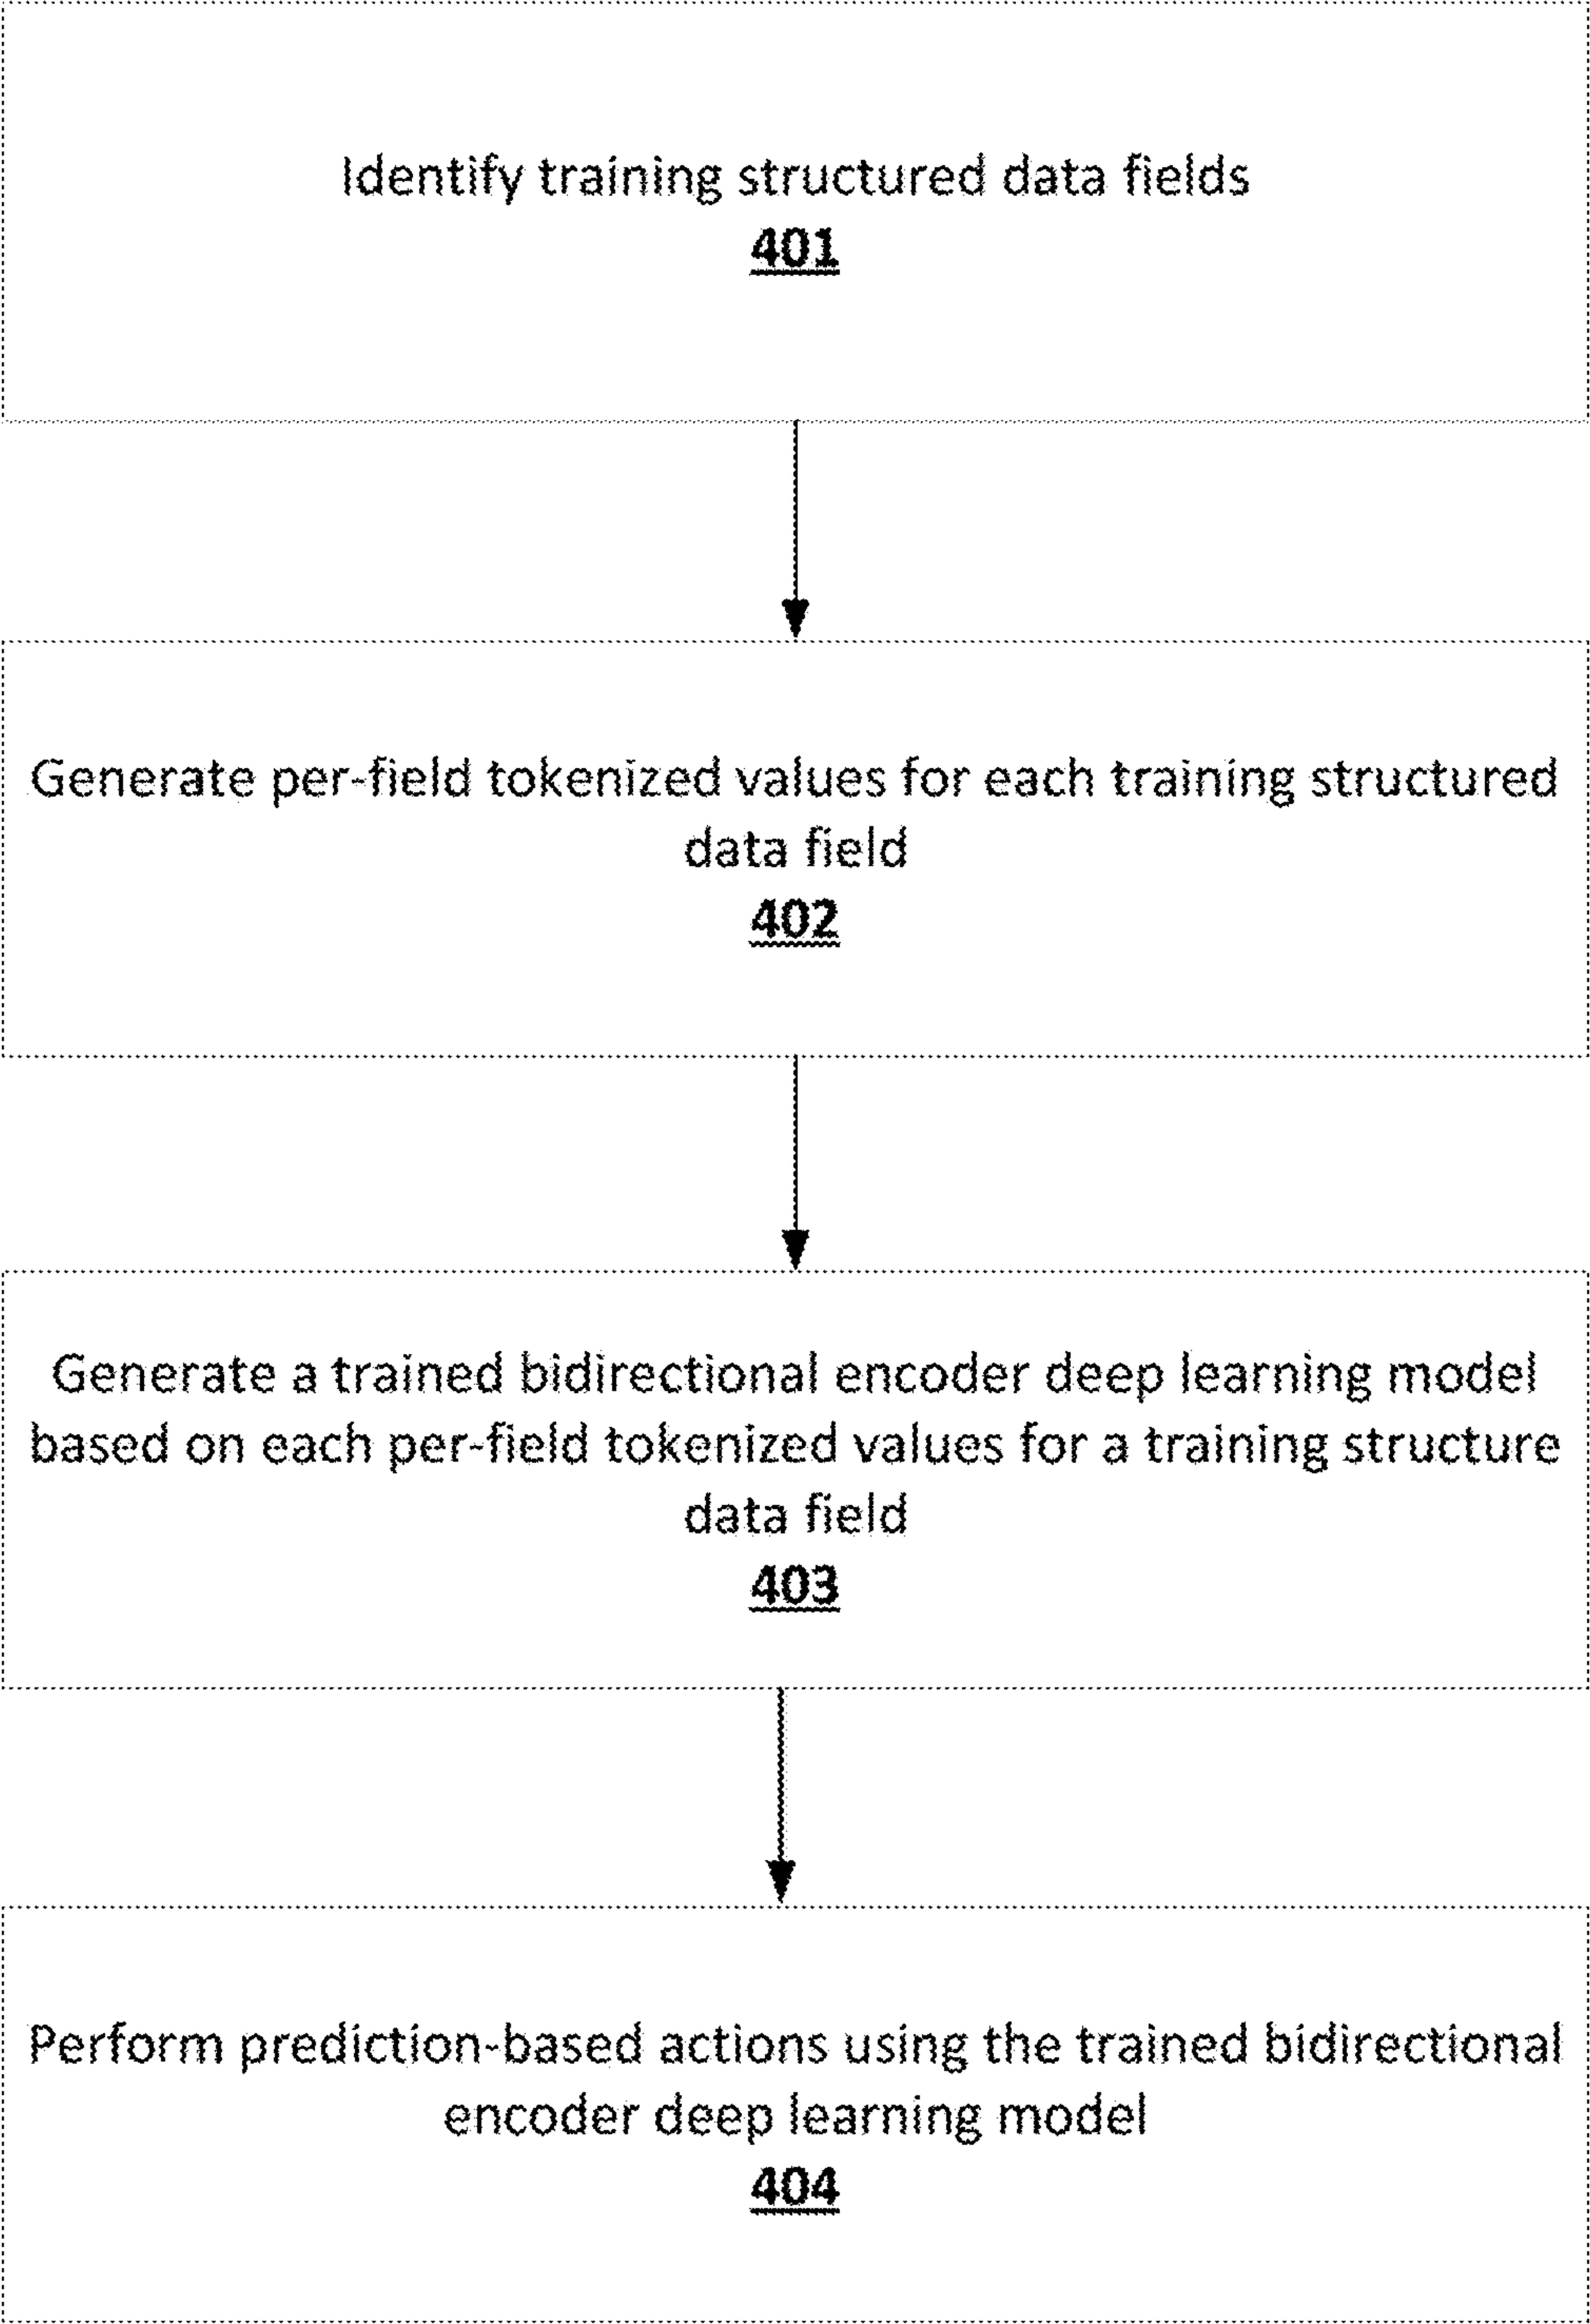 Identify training structured data fields
401
Generate per-field tokenized values for each training structured
data field
402
Generate a trained bidirectional encoder deep learning model
based on each per-field tokenized values for a training structure
data field
403
Perform prediction-based actions using the trained bidirectional
encoder deep learning model
404